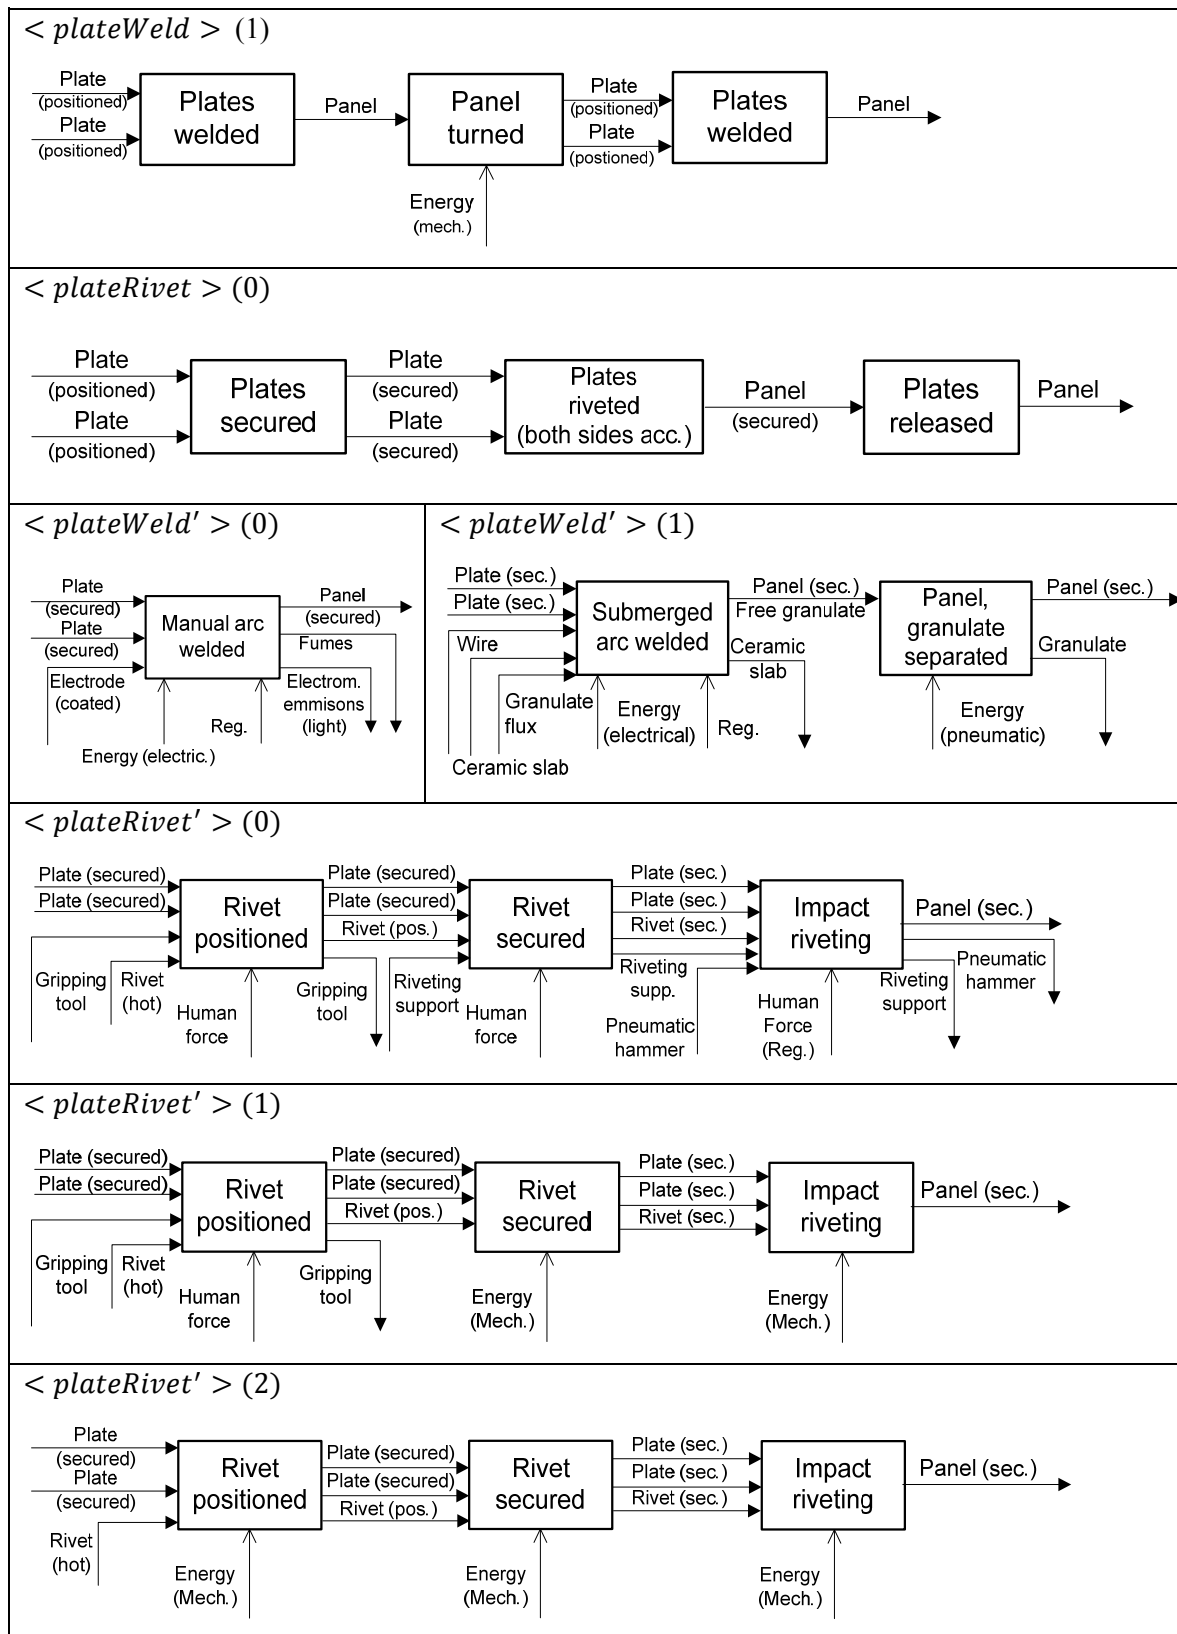 < plateWeld > (1)
Plate
(positioned)
Plate
(positioned)
Plates
welded
Panel
Panel
turned
Energy
(mech.)
Plate
(positioned)
Plate
(postioned)
Plates
welded
Panel
< plateRivet > (0)
Plate
(positioned)
Plate
(positioned)
Plates
secured
Plate
(secured)
Plate
(secured)
Plates
riveted
(both sides acc.)
Panel
(secured)
Plates
released
Panel
< plateWeld' > (0)
Plate
(secured)
Plate
(secured)
Electrode
(coated)
Manual arc
welded
Energy (electric.)
Reg.
Panel
(secured)
Fumes
Electrom.
emmisons
(light)
< plateWeld' > (1)
Plate (sec.)
Plate (sec.)
Wire
Granulate
flux
Ceramic slab
Submerged
arc welded
Energy
(electrical)
Reg.
Panel (sec.)
Free granulate
Ceramic
slab
Panel,
granulate
separated
Energy
(pneumatic)
Panel (sec.)
Granulate
< plateRivet' > (0)
Plate (secured)
Plate (secured)
Gripping
tool
Rivet
(hot)
Rivet
positioned
Human
force
Plate (secured)
Plate (secured)
Rivet (pos.)
Gripping
tool
Riveting
support
Rivet
secured
Human
force
Plate (sec.)
Plate (sec.)
Rivet (sec.)
Riveting
supp.
Pneumatic
hammer
Impact
riveting
Human
Force
(Reg.)
Panel (sec.)
Pneumatic
hammer
Riveting
support
< plateRivet' > (1)
Plate (secured)
Plate (secured)
Gripping
tool
Rivet
(hot)
Rivet
positioned
Human
force
Plate (secured)
Plate (secured)
Rivet (pos.)
Gripping
tool
Rivet
secured
Energy
(Mech.)
Plate (sec.)
Plate (sec.)
Rivet (sec.)
Impact
riveting
Energy
(Mech.)
Panel (sec.)
< plateRivet' > (2)
Plate
(secured)
Plate
(secured)
Rivet
(hot)
Rivet
positioned
Energy
(Mech.)
Plate (secured)
Plate (secured)
Rivet (pos.)
Rivet
secured
Energy
(Mech.)
Plate (sec.)
Plate (sec.)
Rivet (sec.)
Impact
riveting
Energy
(Mech.)
Panel (sec.)